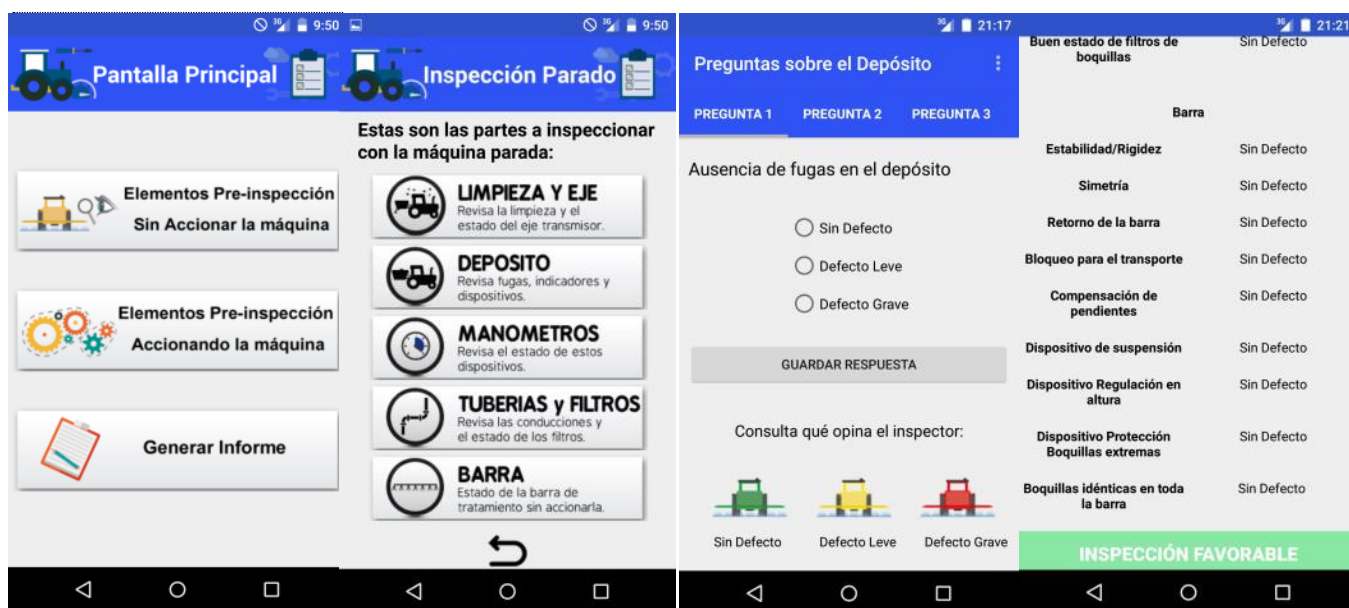 9:50
Pantalla Principal
Elementos Pre-inspección
Sin Accionar la máquina
Elementos Pre-inspección
Accionando la máquina
Generar Informe
9:50
Inspección Parado
Estas son las partes a inspeccionar
con la máquina parada:
LIMPIEZA Y EJE
Revisa la limpieza y el
estado del eje transmisor.
DEPOSITO
Revisa fugas, indicadores y
dispositivos.
MANOMETROS
Revisa el estado de estos
dispositivos.
TUBERIAS y FILTROS
Revisa las conducciones y
el estado de los filtros.
BARRA
Estado de la barra de
tratamiento sin accionarla.
3G 21:17
Preguntas sobre el Depósito
PREGUNTA 1 PREGUNTA 2 PREGUNTA 3
Ausencia de fugas en el depósito
Sin Defecto
Defecto Leve
Defecto Grave
GUARDAR RESPUESTA
Consulta qué opina el inspector:
Sin Defecto Defecto Leve Defecto Grave
3G 21:21
Buen estado de filtros de Sin Defecto
boquillas
Barra
Estabilidad/Rigidez Sin Defecto
Simetría Sin Defecto
Retorno de la barra Sin Defecto
Bloqueo para el transporte Sin Defecto
Compensación de Sin Defecto
pendientes
Dispositivo de suspensión Sin Defecto
Dispositivo Regulación en Sin Defecto
altura
Dispositivo Protección Sin Defecto
Boquillas extremas
Boquillas idénticas en toda Sin Defecto
la barra
INSPECCIÓN FAVORABLE